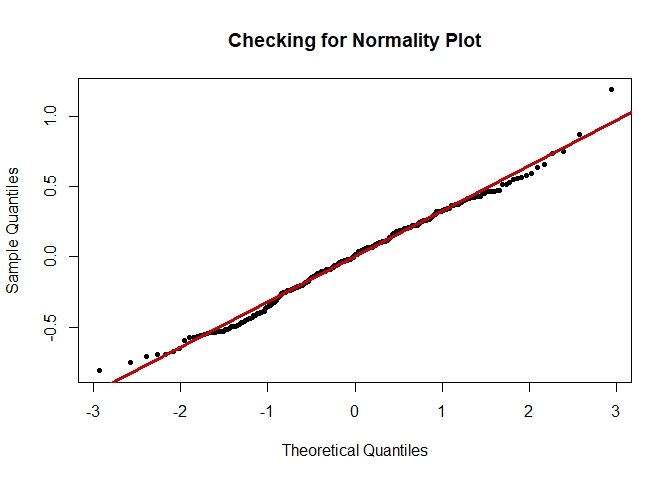 Checking for Normality Plot
Sample Quantiles
1.0
0.5
0.0
-0.5
-3 -2 -1 0 1 2 3
Theoretical Quantiles